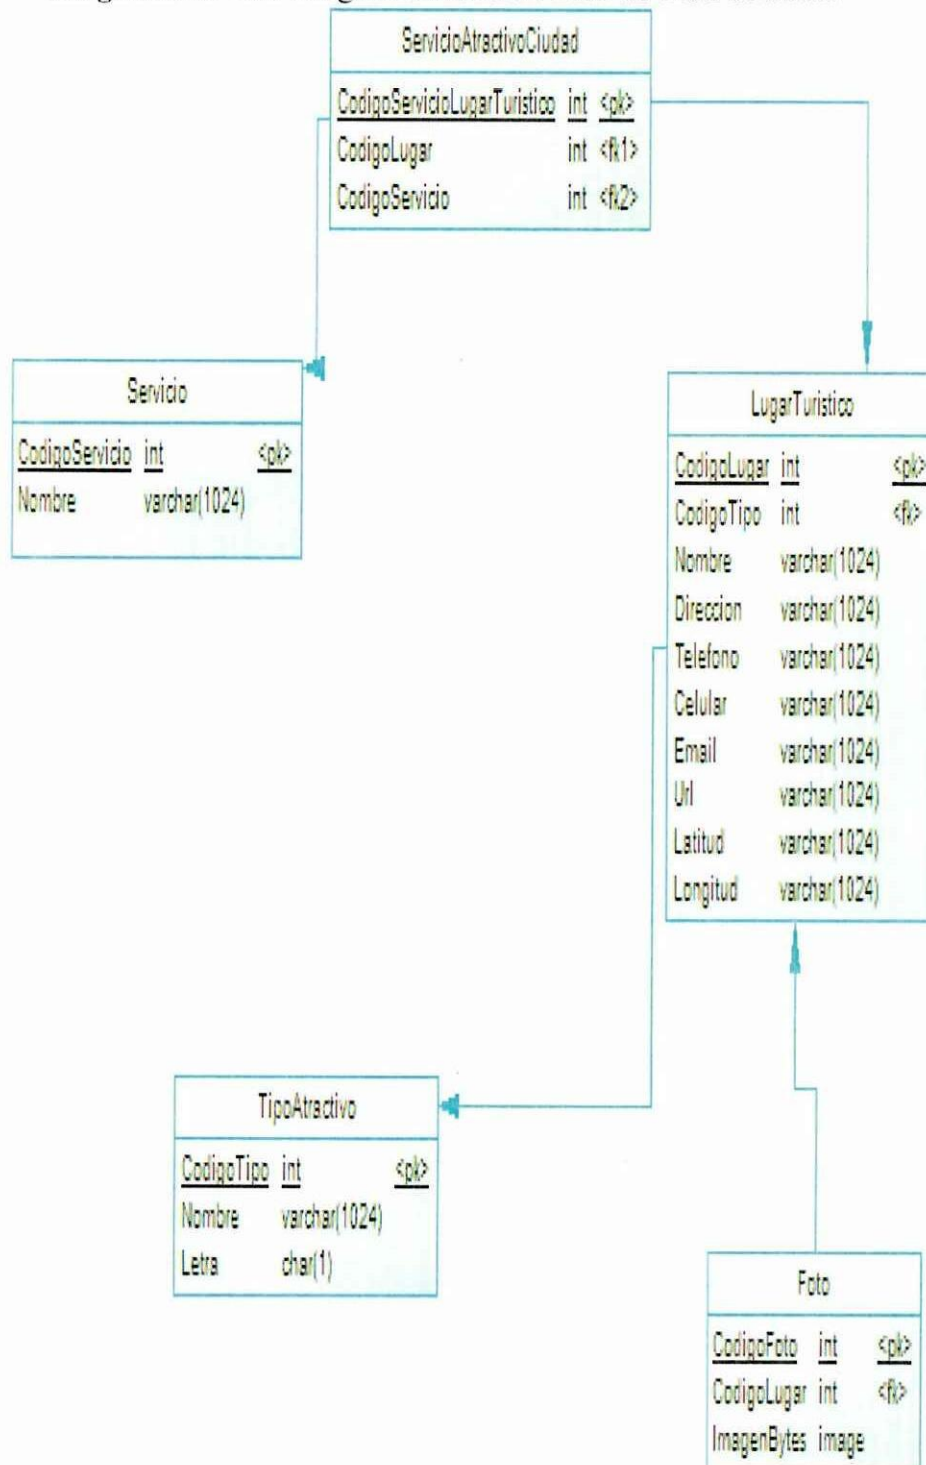 ServicioAtractivoCiudad
CodigoServicioLugarTuristico int <pk>
CodigoLugar int <fk1>
CodigoServicio int <fk2>
Servicio
CodigoServicio int <pk>
Nombre varchar(1024)
LugarTuristico
CodigoLugar int <pk>
CodigoTipo int <fk>
Nombre varchar(1024)
Direccion varchar(1024)
Telefono varchar(1024)
Celular varchar(1024)
Email varchar(1024)
Url varchar(1024)
Latitud varchar(1024)
Longitud varchar(1024)
TipoAtractivo
CodigoTipo int <pk>
Nombre varchar(1024)
Letra char(1)
Foto
CodigoFoto int <pk>
CodigoLugar int <fk>
ImagenBytes image